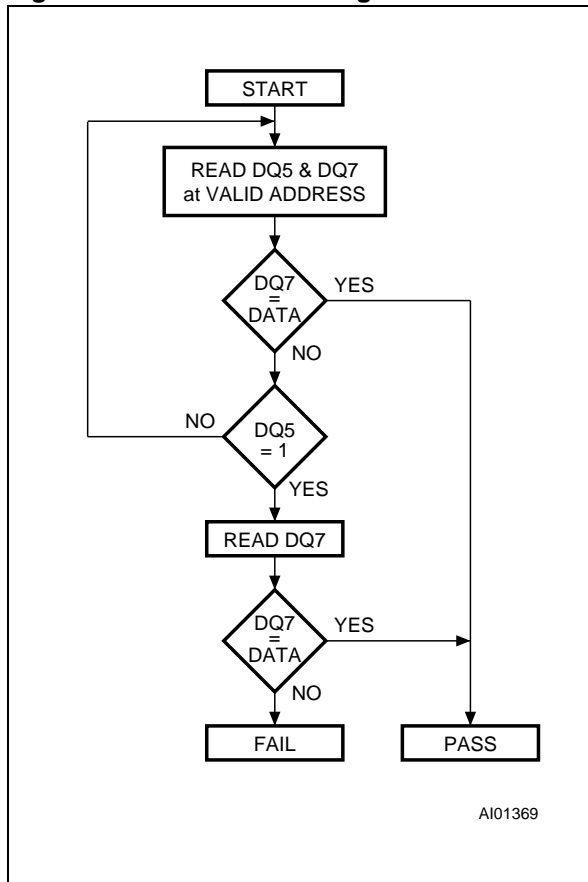 START
READ DQ5 & DQ7
at VALID ADDRESS
DQ7
=
DATA
YES
NO
DQ5
= 1
NO
YES
READ DQ7
DQ7
=
DATA
YES
NO
FAIL
PASS
AI01369